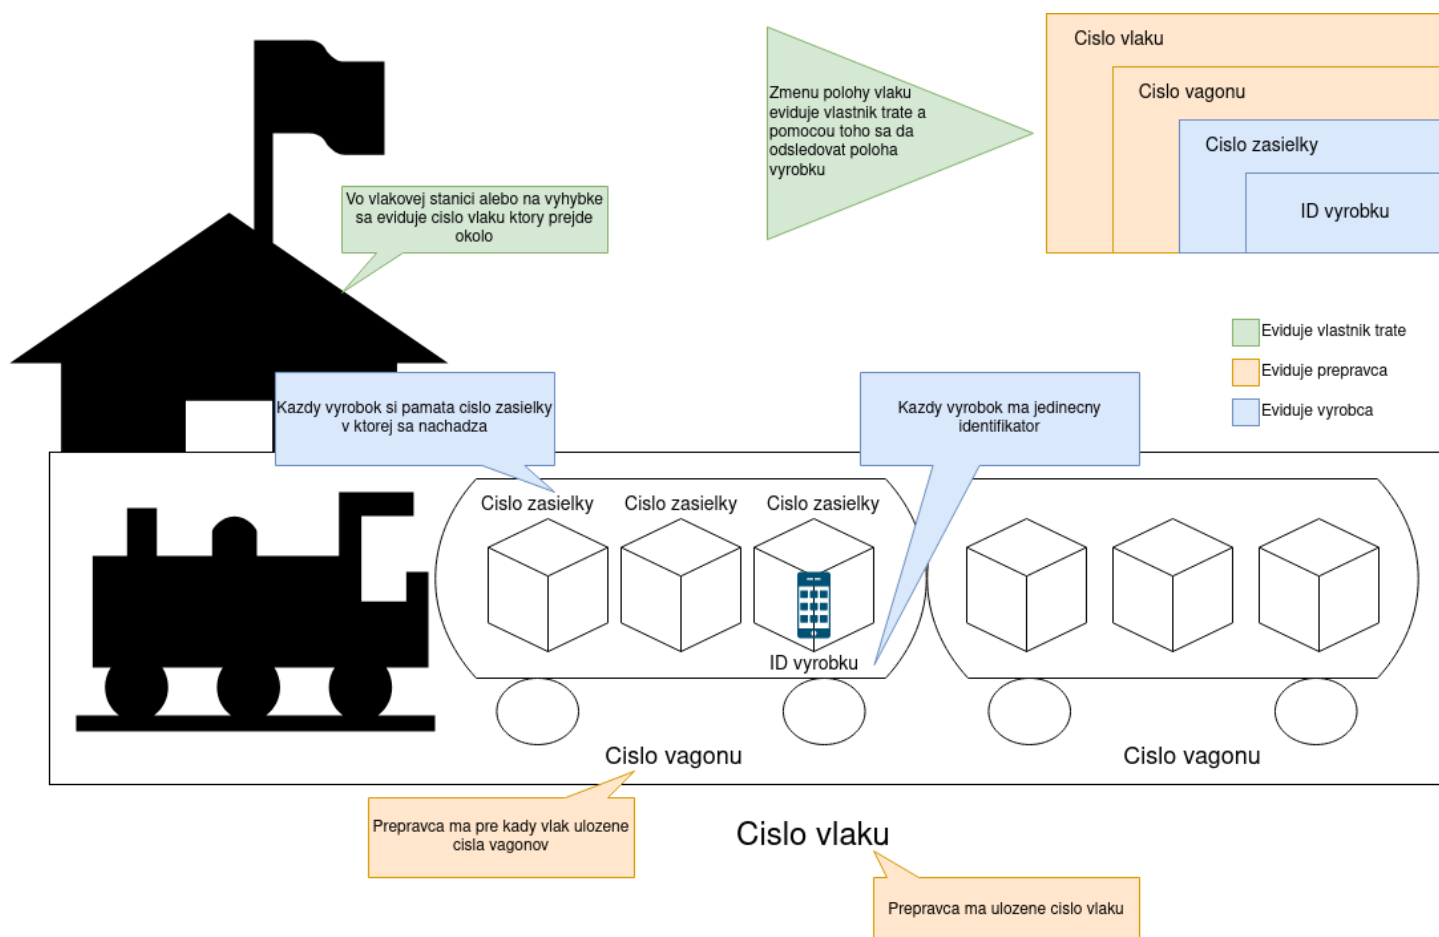 Cislo vlaku
Zmenu polohy vlaku
eviduje vlastnik trate a
pomocou toho sa da
odsledovat poloha
vyrobku
Cislo vagonu
Cislo zasielky
ID vyrobku
Vo vlakovej stanici alebo na vyhybke
sa eviduje cislo vlaku ktory prejde
okolo
Eviduje vlastnik trate
Eviduje prepravca
Eviduje vyrobca
Kazdy vyrobok si pamata cislo zasielky
v ktorej sa nachadza
Kazdy vyrobok ma jedinecny
identifikator
Cislo zasielky
Cislo zasielky
Cislo zasielky
ID vyrobku
Cislo vagonu
Cislo vagonu
Prepravca ma pre kady vlak ulozene
cisla vagonov
Cislo vlaku
Prepravca ma ulozene cislo vlaku